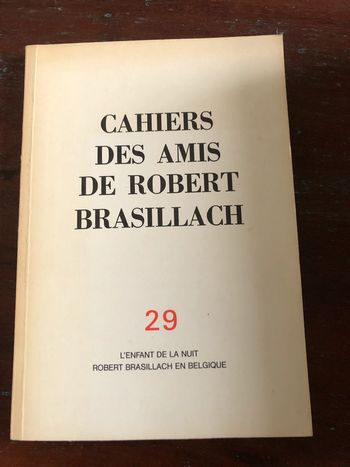 CAHIERS
DES AMIS
DE ROBERT
BRASILLACH
29
L'ENFANT DE LA NUIT
ROBERT BRASILLACH EN BELGIQUE